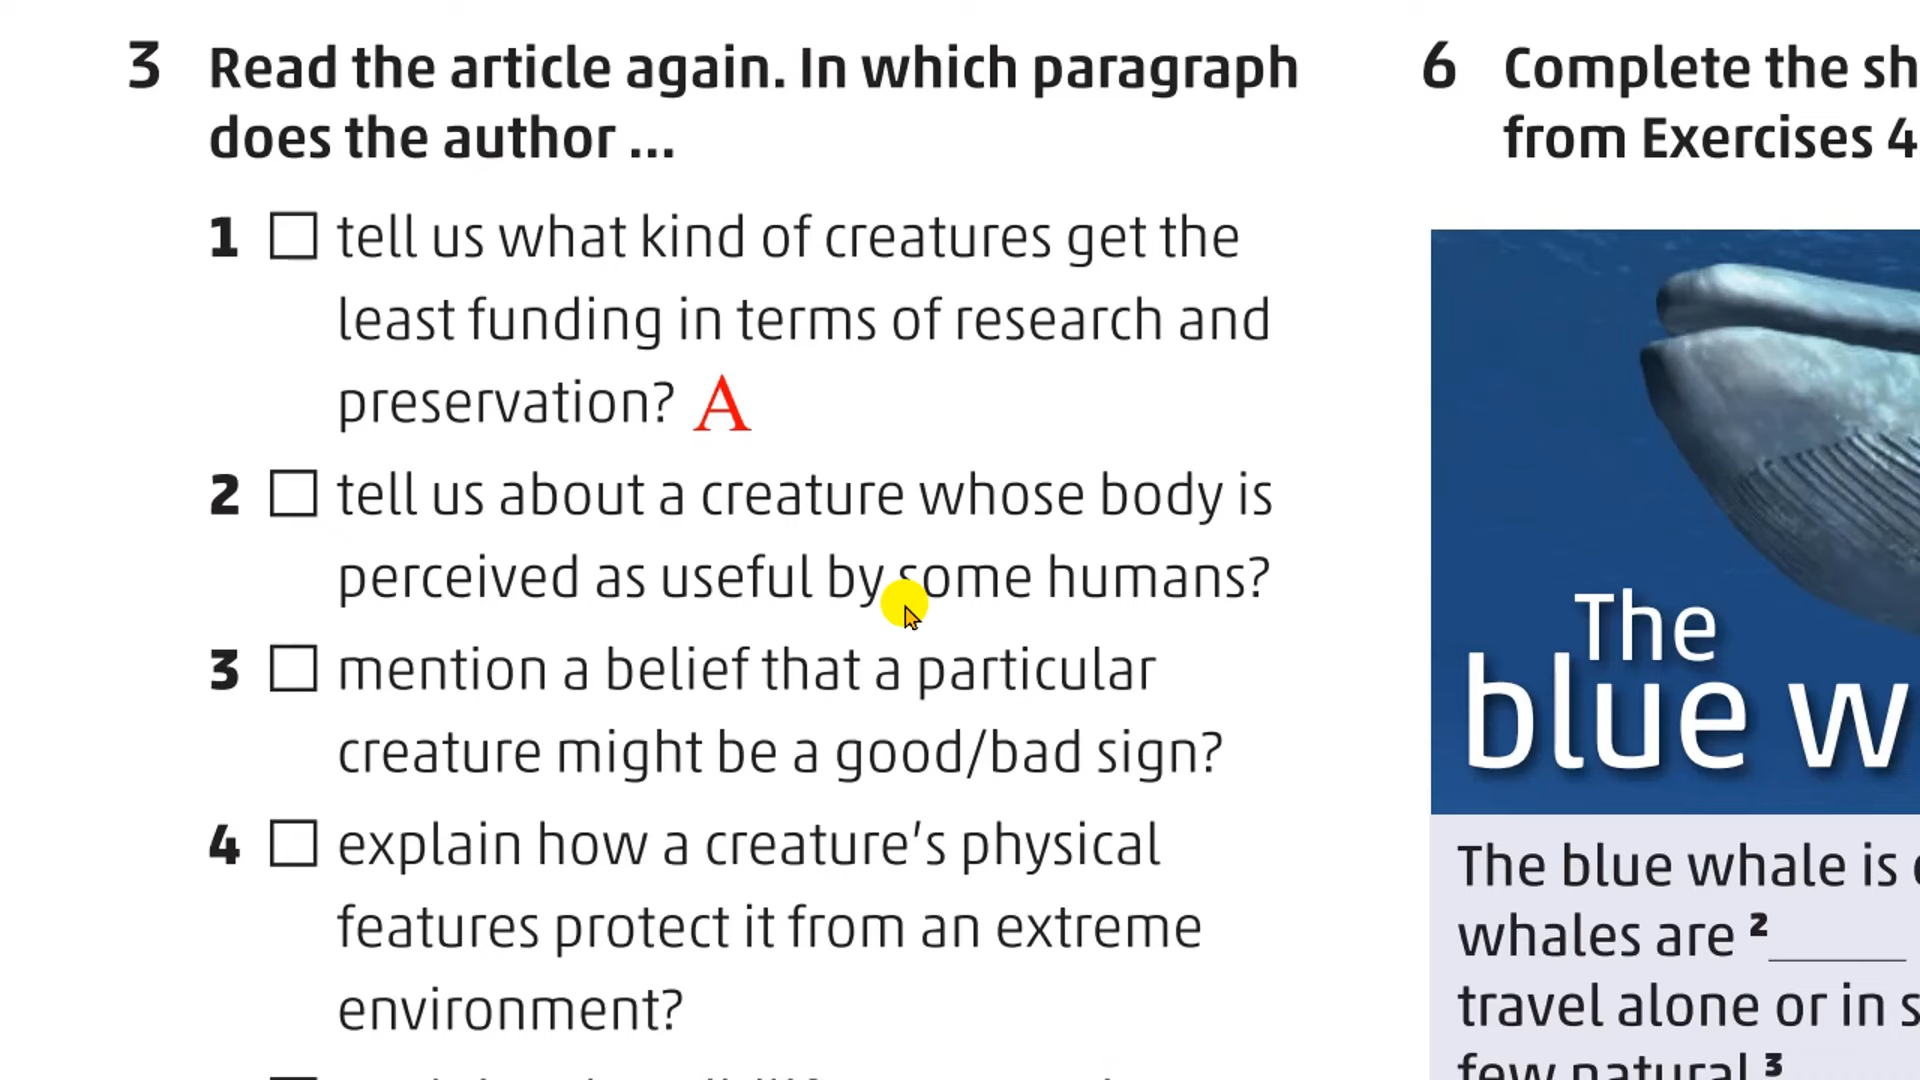 3 Read the article again. In which paragraph
does the author ...
1 tell us what kind of creatures get the
least funding in terms of research and
preservation? A
2 tell us about a creature whose body is
perceived as useful by some humans?
3 mention a belief that a particular
creature might be a good/bad sign?
4 explain how a creature's physical
features protect it from an extreme
environment?
6 Complete the sh
from Exercises 4
The
blue w
The blue whale is
whales are 2 ______
travel alone or in s
few natural 3